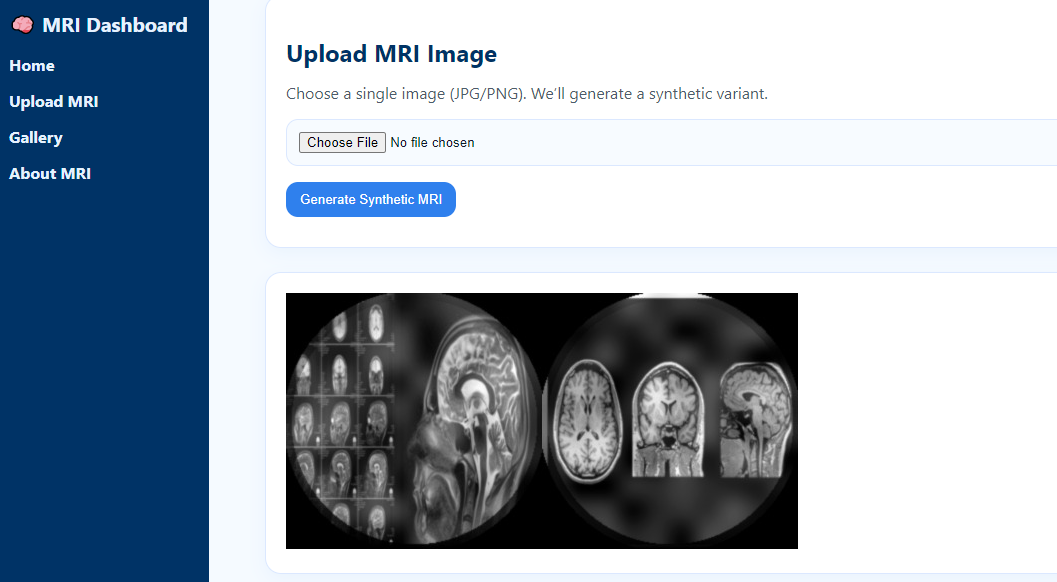 🧠 MRI Dashboard
Home
Upload MRI
Gallery
About MRI
Upload MRI Image
Choose a single image (JPG/PNG). We’ll generate a synthetic variant.
Choose File No file chosen
Generate Synthetic MRI